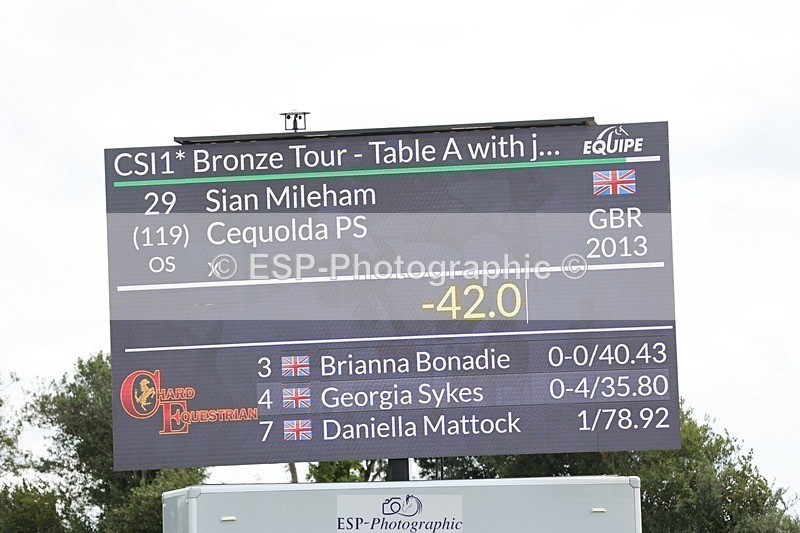 CSI1* Bronze Tour - Table A with j...
EQUIPE
29 Sian Mileham
(119) Cequolda PS GBR
OS x 2013
© ESP-Photographic ©
-42.0
3 Brianna Bonadie 0-0/40.43
4 Georgia Sykes 0-4/35.80
7 Daniella Mattock 1/78.92
CHARD
EQUESTRIAN
ESP-Photographic